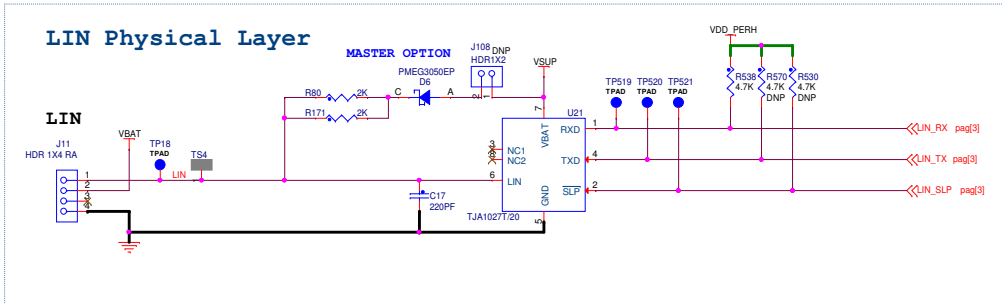 LIN Physical Layer
MASTER OPTION
J108 DNP
HDR1X2
VDD_PERH
PMEG3050EP
D6
VSUP
R80
2K
C
A
2
1
R171
2K
TP519
TPAD
TP520
TPAD
TP521
TPAD
R538
4.7K
R570
4.7K
DNP
R530
4.7K
DNP
LIN
J11
HDR 1X4 RA
VBAT
TP18
TPAD
TS4
LIN
1
2
3
4
U21
7
VBAT
RXD
1
LIN_RX pag[3]
3
NC1
NC2
TXD
4
LIN_TX pag[3]
6
LIN
SLP
2
LIN_SLP pag[3]
GND
5
TJA1027T/20
C17
220PF